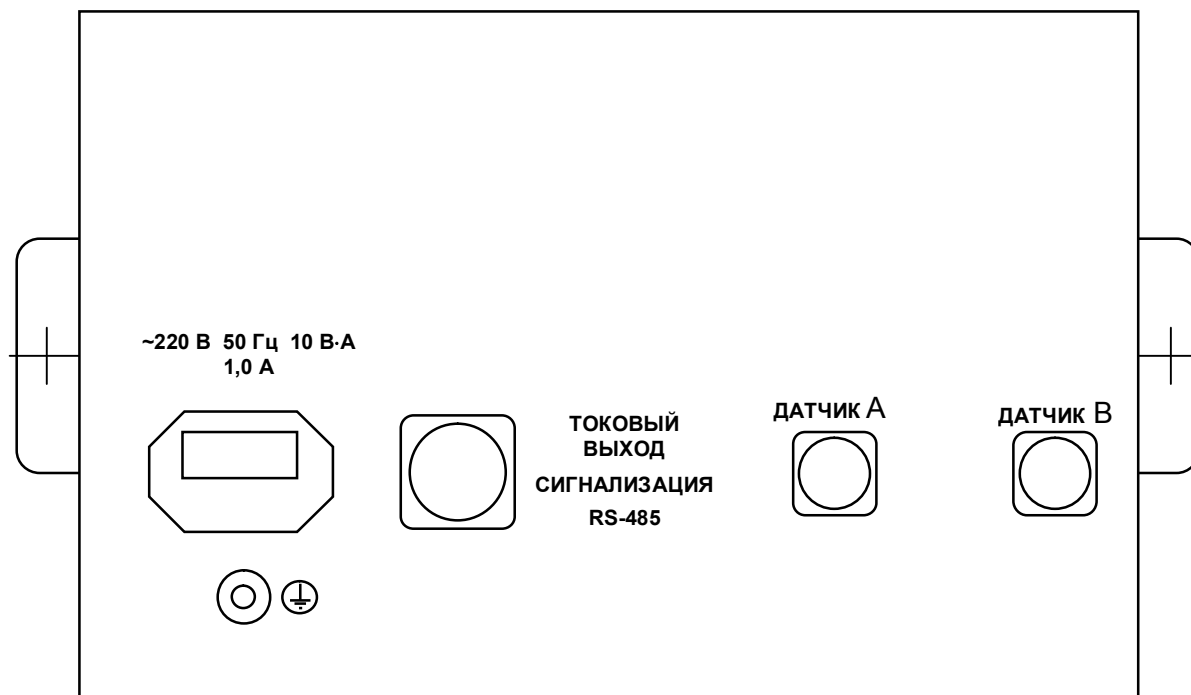 ~220 В 50 Гц 10 В·А
1,0 А
ТОКОВЫЙ
ВЫХОД
СИГНАЛИЗАЦИЯ
RS-485
ДАТЧИК А
ДАТЧИК В